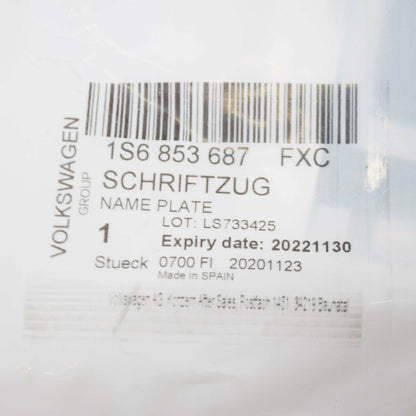 VOLKSWAGEN
GROUP
1S6 853 687 FXC
SCHRIFTZUG
NAME PLATE
LOT: LS733425
1 Expiry date: 20221130
Stueck 0700 FI 20201123
Made in SPAIN
Volkswagen AG, Konzern After Sales, Postfach 1451, 34219 Baunatal